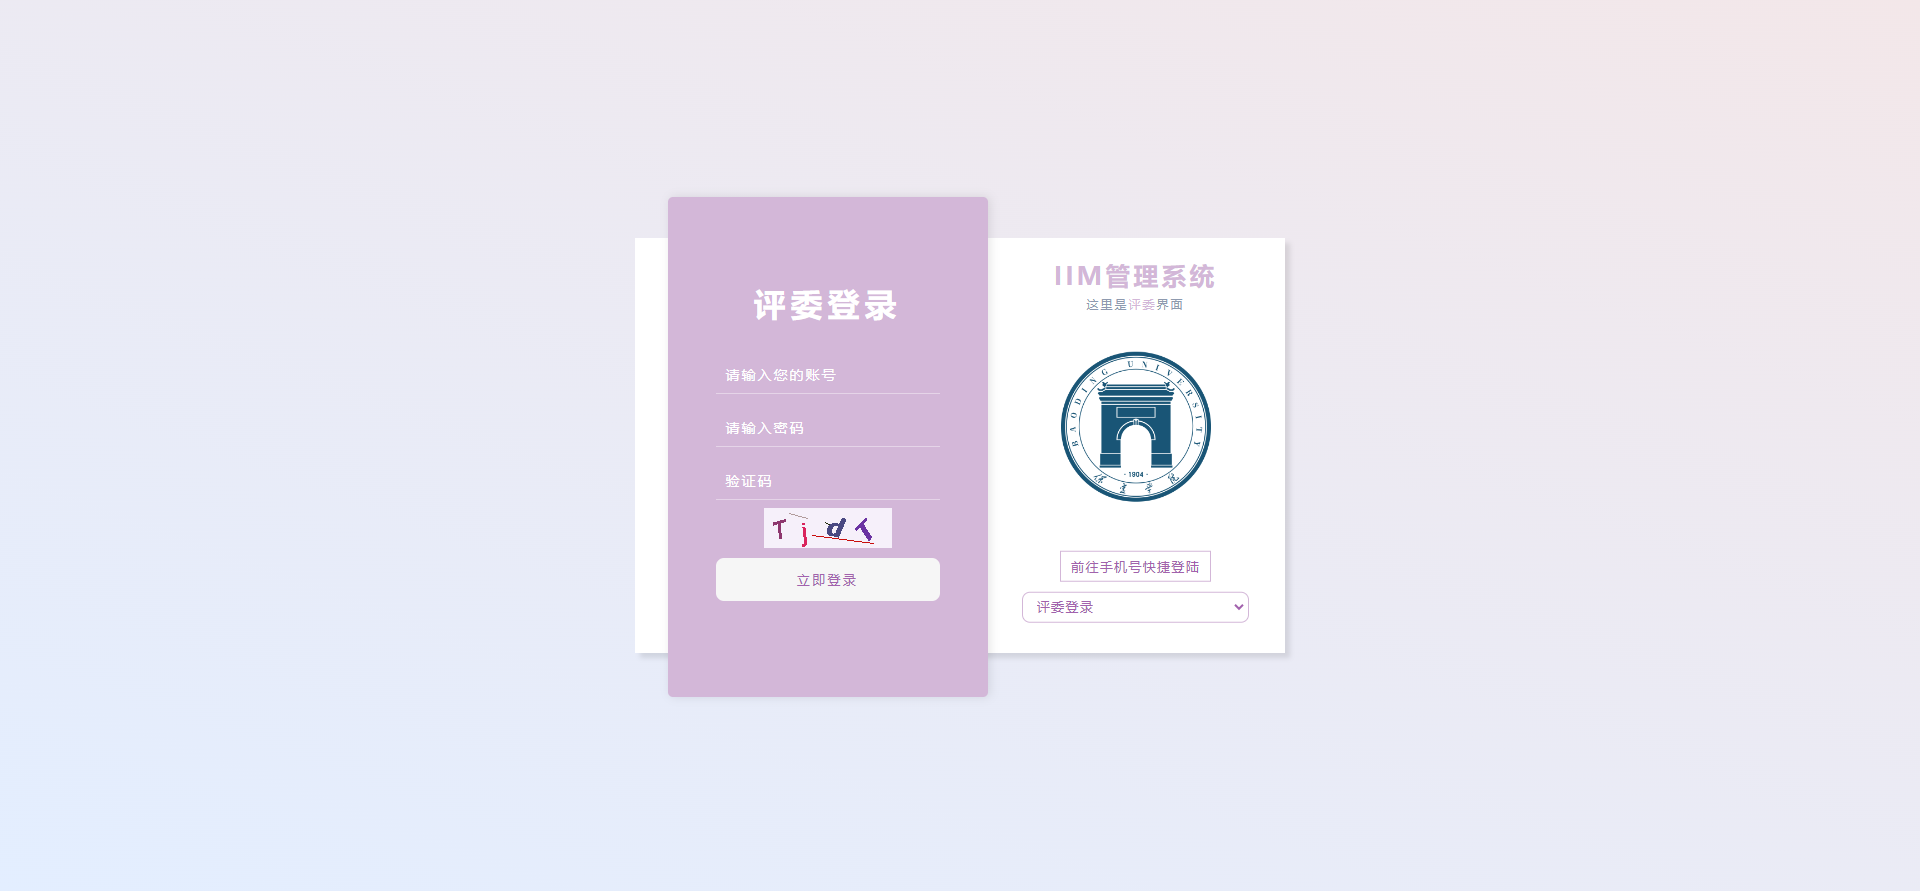 评委登录
请输入您的账号
请输入密码
验证码
TjdT
立即登录
IIM管理系统
这里是评委界面
BAODING UNIVERSITY
· 1904 ·
保定学院
前往手机号快捷登陆
评委登录